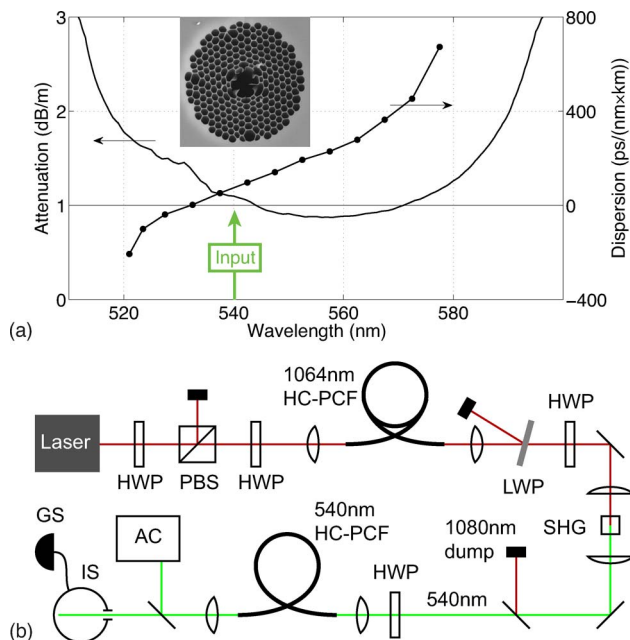 3
2
1
0
Attenuation (dB/m)
800
400
0
−400
Dispersion (ps/(nm×km))
Input
520
540
560
580
Wavelength (nm)
(a)
1064nm
HC-PCF
Laser
HWP
PBS
HWP
LWP
HWP
GS
IS
AC
540nm
HC-PCF
HWP
1080nm
dump
SHG
540nm
(b)